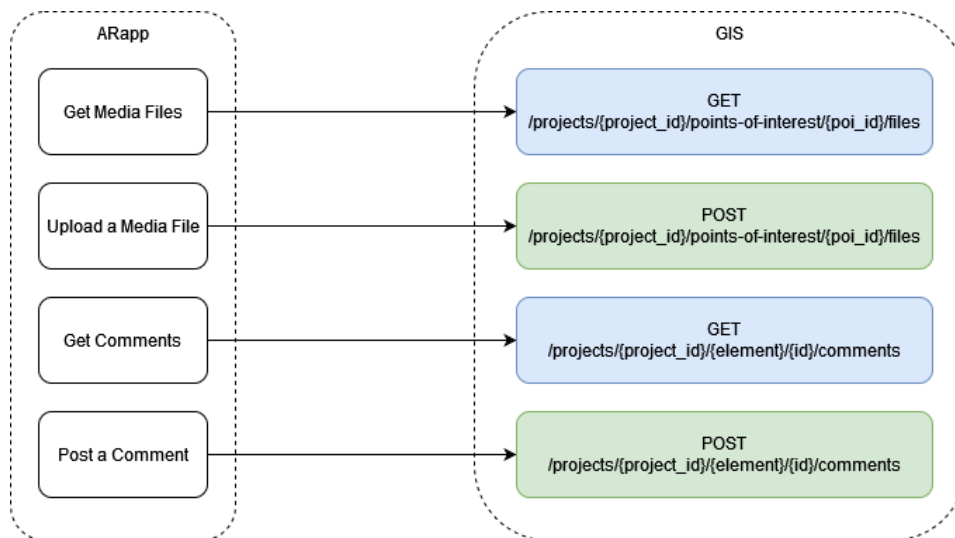 ARapp
GIS
Get Media Files
GET
/projects/{project_id}/points-of-interest/{poi_id}/files
Upload a Media File
POST
/projects/{project_id}/points-of-interest/{poi_id}/files
Get Comments
GET
/projects/{project_id}/{element}/{id}/comments
Post a Comment
POST
/projects/{project_id}/{element}/{id}/comments